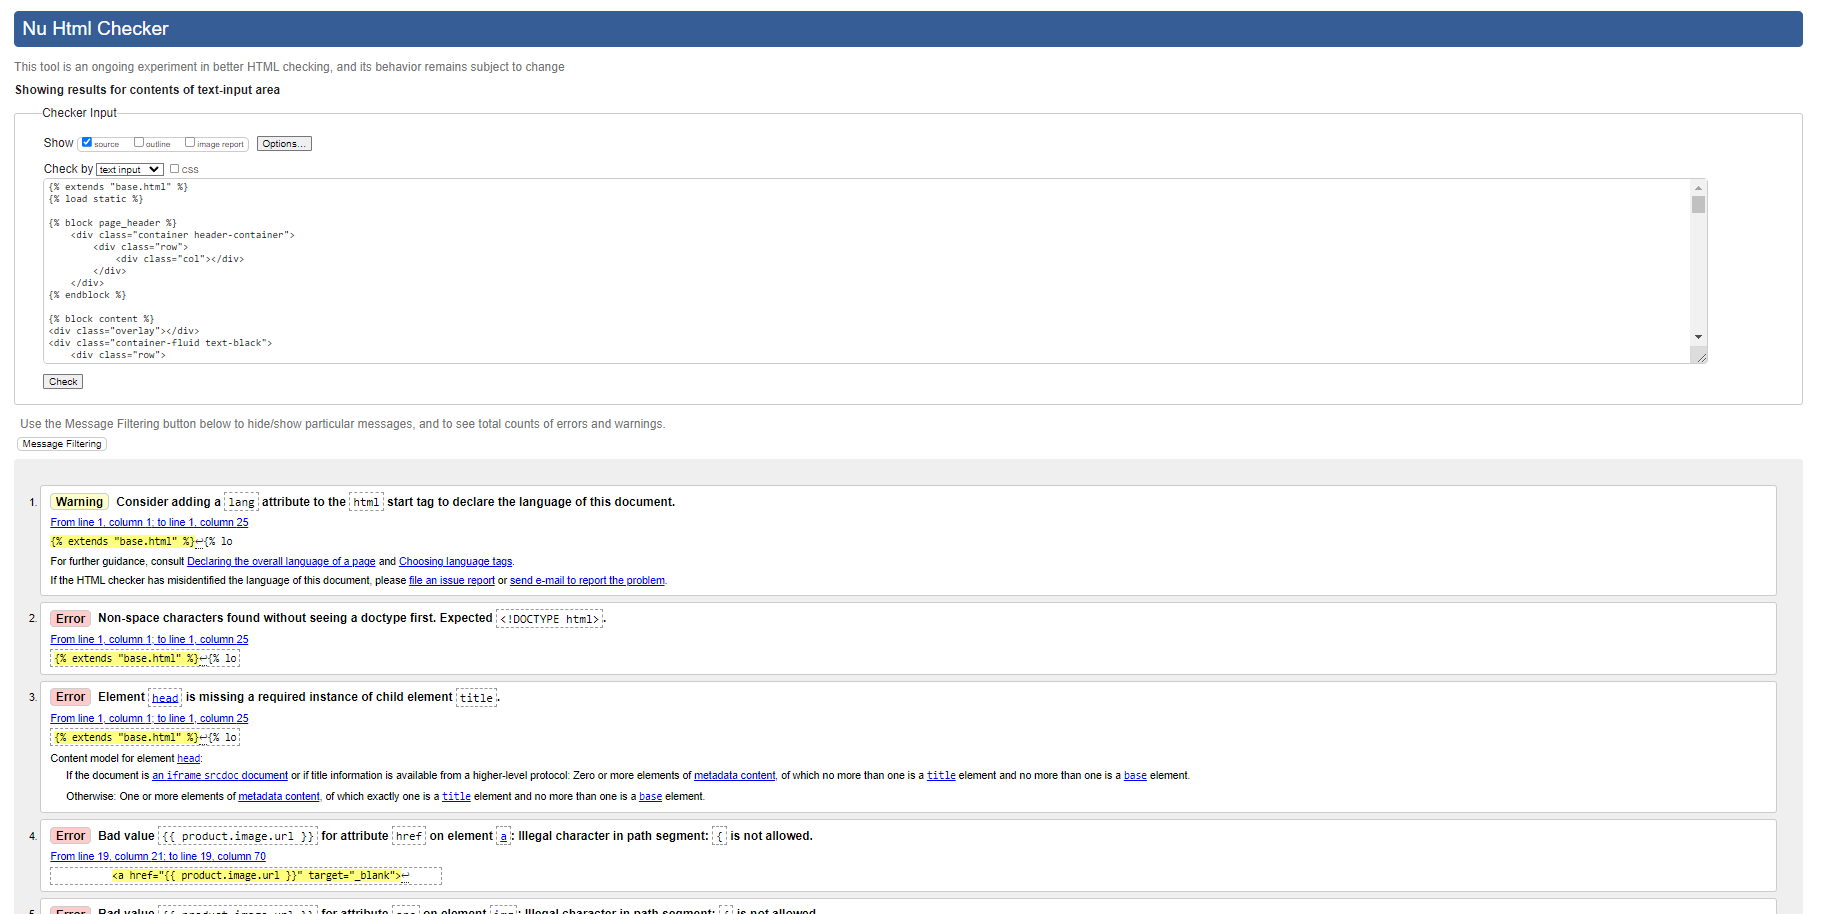 Nu Html Checker
This tool is an ongoing experiment in better HTML checking, and its behavior remains subject to change
Showing results for contents of text-input area
Checker Input
Show source outline image report Options...
Check by text input css
{% extends "base.html" %}
{% load static %}
{% block page_header %}
<div class="container header-container">
<div class="row">
<div class="col"></div>
</div>
</div>
{% endblock %}
{% block content %}
<div class="overlay"></div>
<div class="container-fluid text-black">
<div class="row">
Check
Use the Message Filtering button below to hide/show particular messages, and to see total counts of errors and warnings.
Message Filtering
1. Warning Consider adding a lang attribute to the html start tag to declare the language of this document.
From line 1, column 1; to line 1, column 25
{% extends "base.html" %}↩{% lo
For further guidance, consult Declaring the overall language of a page and Choosing language tags.
If the HTML checker has misidentified the language of this document, please file an issue report or send e-mail to report the problem.
2. Error Non-space characters found without seeing a doctype first. Expected <!DOCTYPE html>.
From line 1, column 1; to line 1, column 25
{% extends "base.html" %}↩{% lo
3. Error Element head is missing a required instance of child element title.
From line 1, column 1; to line 1, column 25
{% extends "base.html" %}↩{% lo
Content model for element head:
If the document is an iframe srcdoc document or if title information is available from a higher-level protocol: Zero or more elements of metadata content, of which no more than one is a title element and no more than one is a base element.
Otherwise: One or more elements of metadata content, of which exactly one is a title element and no more than one is a base element.
4. Error Bad value {{ product.image.url }} for attribute href on element a: Illegal character in path segment: { is not allowed.
From line 19, column 21; to line 19, column 70
<a href="{{ product.image.url }}" target="_blank">↩
5. Error Bad value {{ product.image.url }} for attribute src on element img: Illegal character in path segment: { is not allowed.